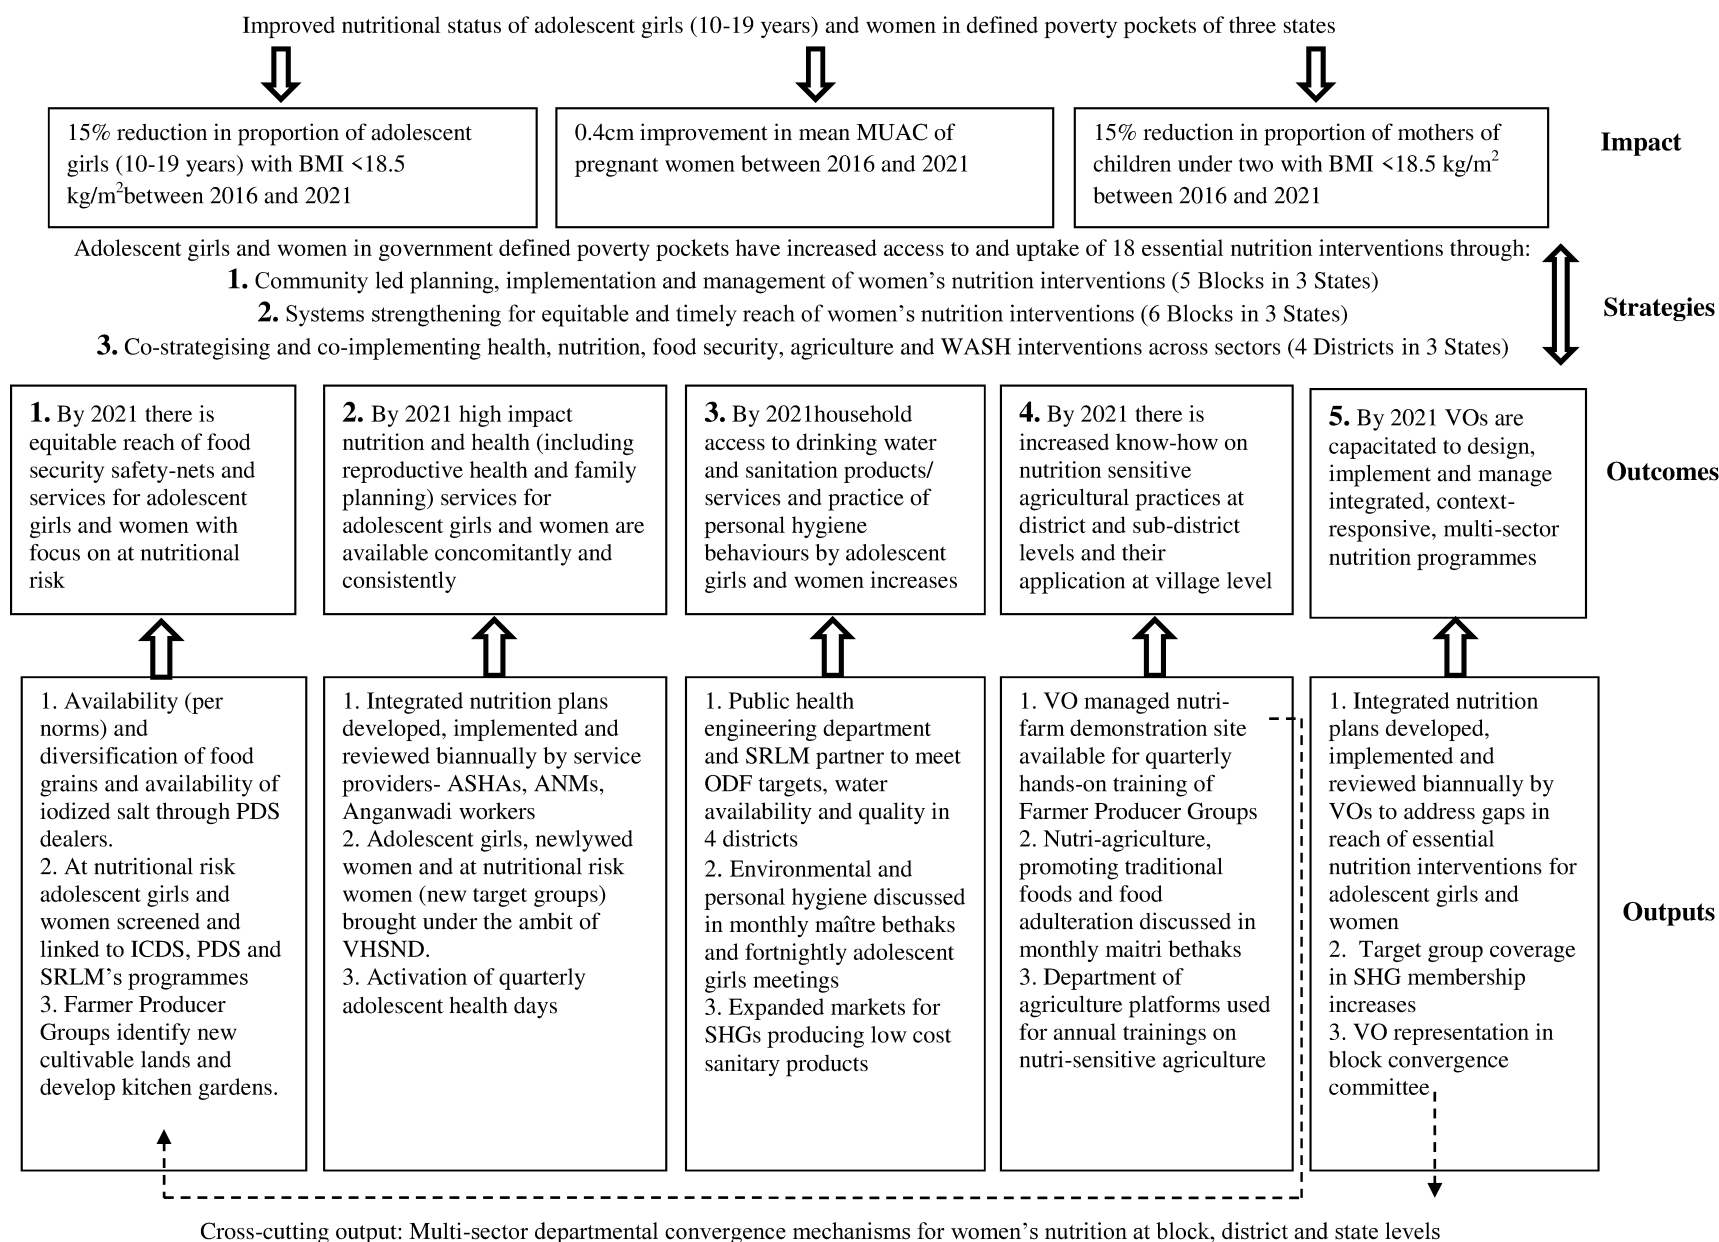 Improved nutritional status of adolescent girls (10-19 years) and women in defined poverty pockets of three states
15% reduction in proportion of adolescent
girls (10-19 years) with BMI <18.5
kg/m²between 2016 and 2021
0.4cm improvement in mean MUAC of
pregnant women between 2016 and 2021
15% reduction in proportion of mothers of
children under two with BMI <18.5 kg/m²
between 2016 and 2021
Impact
Adolescent girls and women in government defined poverty pockets have increased access to and uptake of 18 essential nutrition interventions through:
1. Community led planning, implementation and management of women's nutrition interventions (5 Blocks in 3 States)
2. Systems strengthening for equitable and timely reach of women's nutrition interventions (6 Blocks in 3 States)
3. Co-strategising and co-implementing health, nutrition, food security, agriculture and WASH interventions across sectors (4 Districts in 3 States)
Strategies
1. By 2021 there is
equitable reach of food
security safety-nets and
services for adolescent
girls and women with
focus on at nutritional
risk
2. By 2021 high impact
nutrition and health (including
reproductive health and family
planning) services for
adolescent girls and women are
available concomitantly and
consistently
3. By 2021household
access to drinking water
and sanitation products/
services and practice of
personal hygiene
behaviours by adolescent
girls and women increases
4. By 2021 there is
increased know-how on
nutrition sensitive
agricultural practices at
district and sub-district
levels and their
application at village level
5. By 2021 VOs are
capacitated to design,
implement and manage
integrated, context-
responsive, multi-sector
nutrition programmes
Outcomes
1. Availability (per
norms) and
diversification of food
grains and availability of
iodized salt through PDS
dealers.
2. At nutritional risk
adolescent girls and
women screened and
linked to ICDS, PDS and
SRLM's programmes
3. Farmer Producer
Groups identify new
cultivable lands and
develop kitchen gardens.
1. Integrated nutrition plans
developed, implemented and
reviewed biannually by service
providers- ASHAs, ANMs,
Anganwadi workers
2. Adolescent girls, newlywed
women and at nutritional risk
women (new target groups)
brought under the ambit of
VHSND.
3. Activation of quarterly
adolescent health days
1. Public health
engineering department
and SRLM partner to meet
ODF targets, water
availability and quality in
4 districts
2. Environmental and
personal hygiene discussed
in monthly maître bethaks
and fortnightly adolescent
girls meetings
3. Expanded markets for
SHGs producing low cost
sanitary products
1. VO managed nutri-
farm demonstration site
available for quarterly
hands-on training of
Farmer Producer Groups
2. Nutri-agriculture,
promoting traditional
foods and food
adulteration discussed in
monthly maitri bethaks
3. Department of
agriculture platforms used
for annual trainings on
nutri-sensitive agriculture
1. Integrated nutrition
plans developed,
implemented and
reviewed biannually by
VOs to address gaps in
reach of essential
nutrition interventions for
adolescent girls and
women
2. Target group coverage
in SHG membership
increases
3. VO representation in
block convergence
committee
Outputs
Cross-cutting output: Multi-sector departmental convergence mechanisms for women's nutrition at block, district and state levels